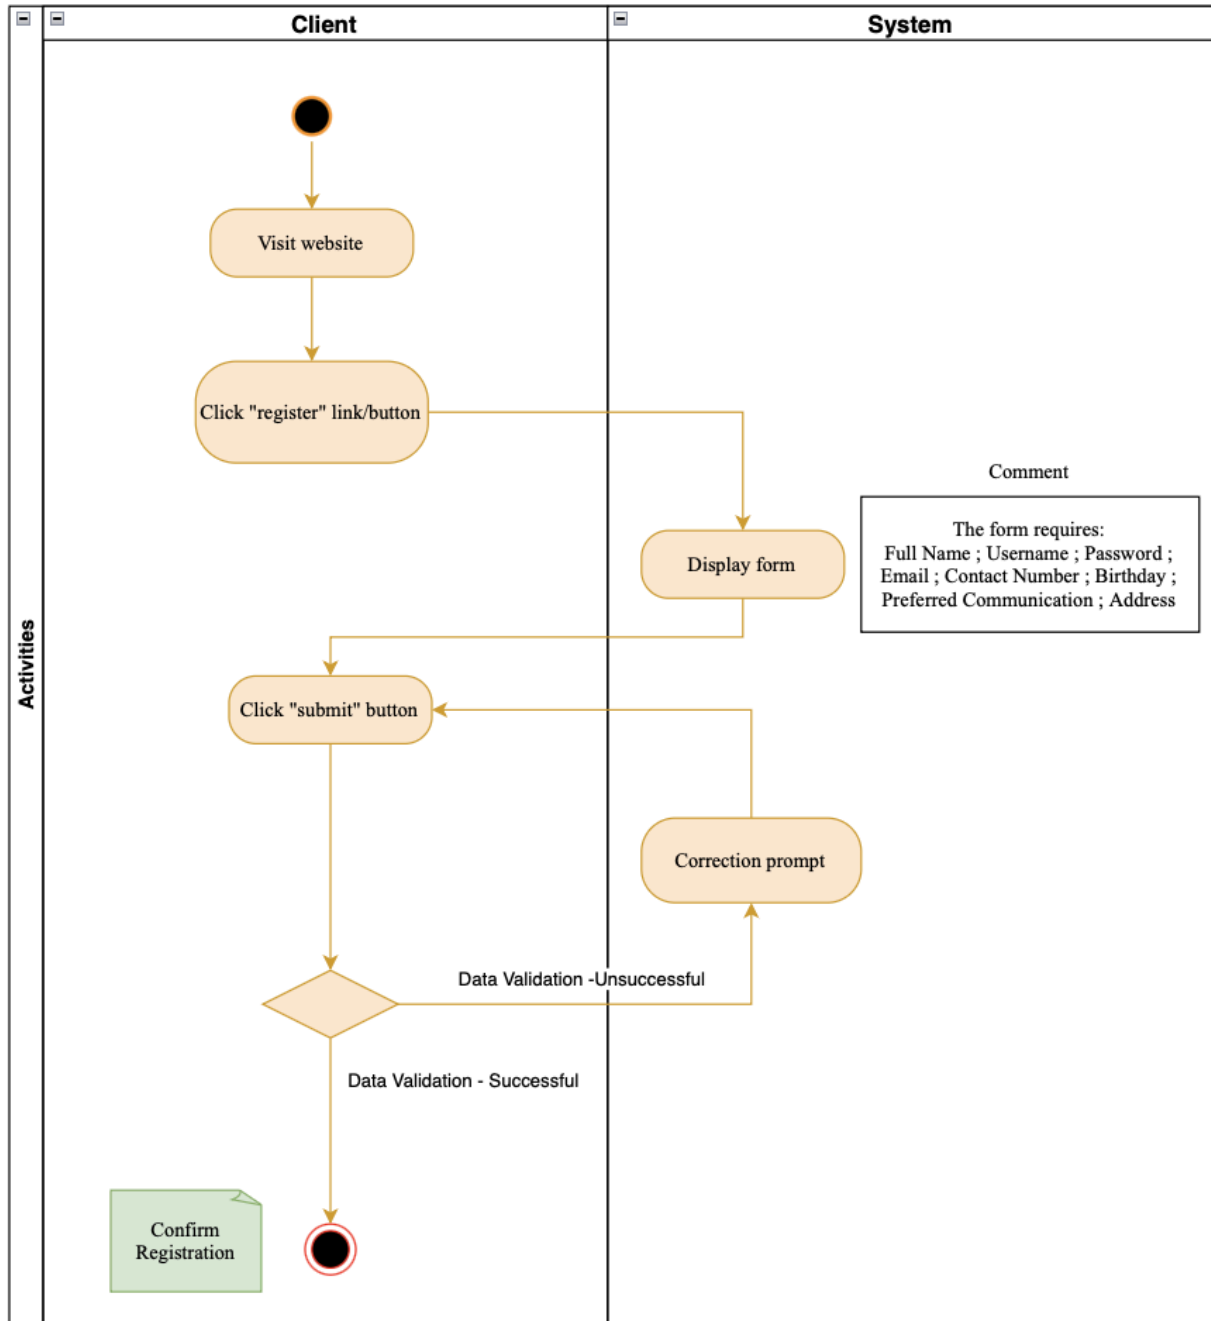 Client
System
Activities
Visit website
Click "register" link/button
Comment
The form requires:
Full Name ; Username ; Password ;
Email ; Contact Number ; Birthday ;
Preferred Communication ; Address
Display form
Click "submit" button
Correction prompt
Data Validation -Unsuccessful
Data Validation - Successful
Confirm
Registration